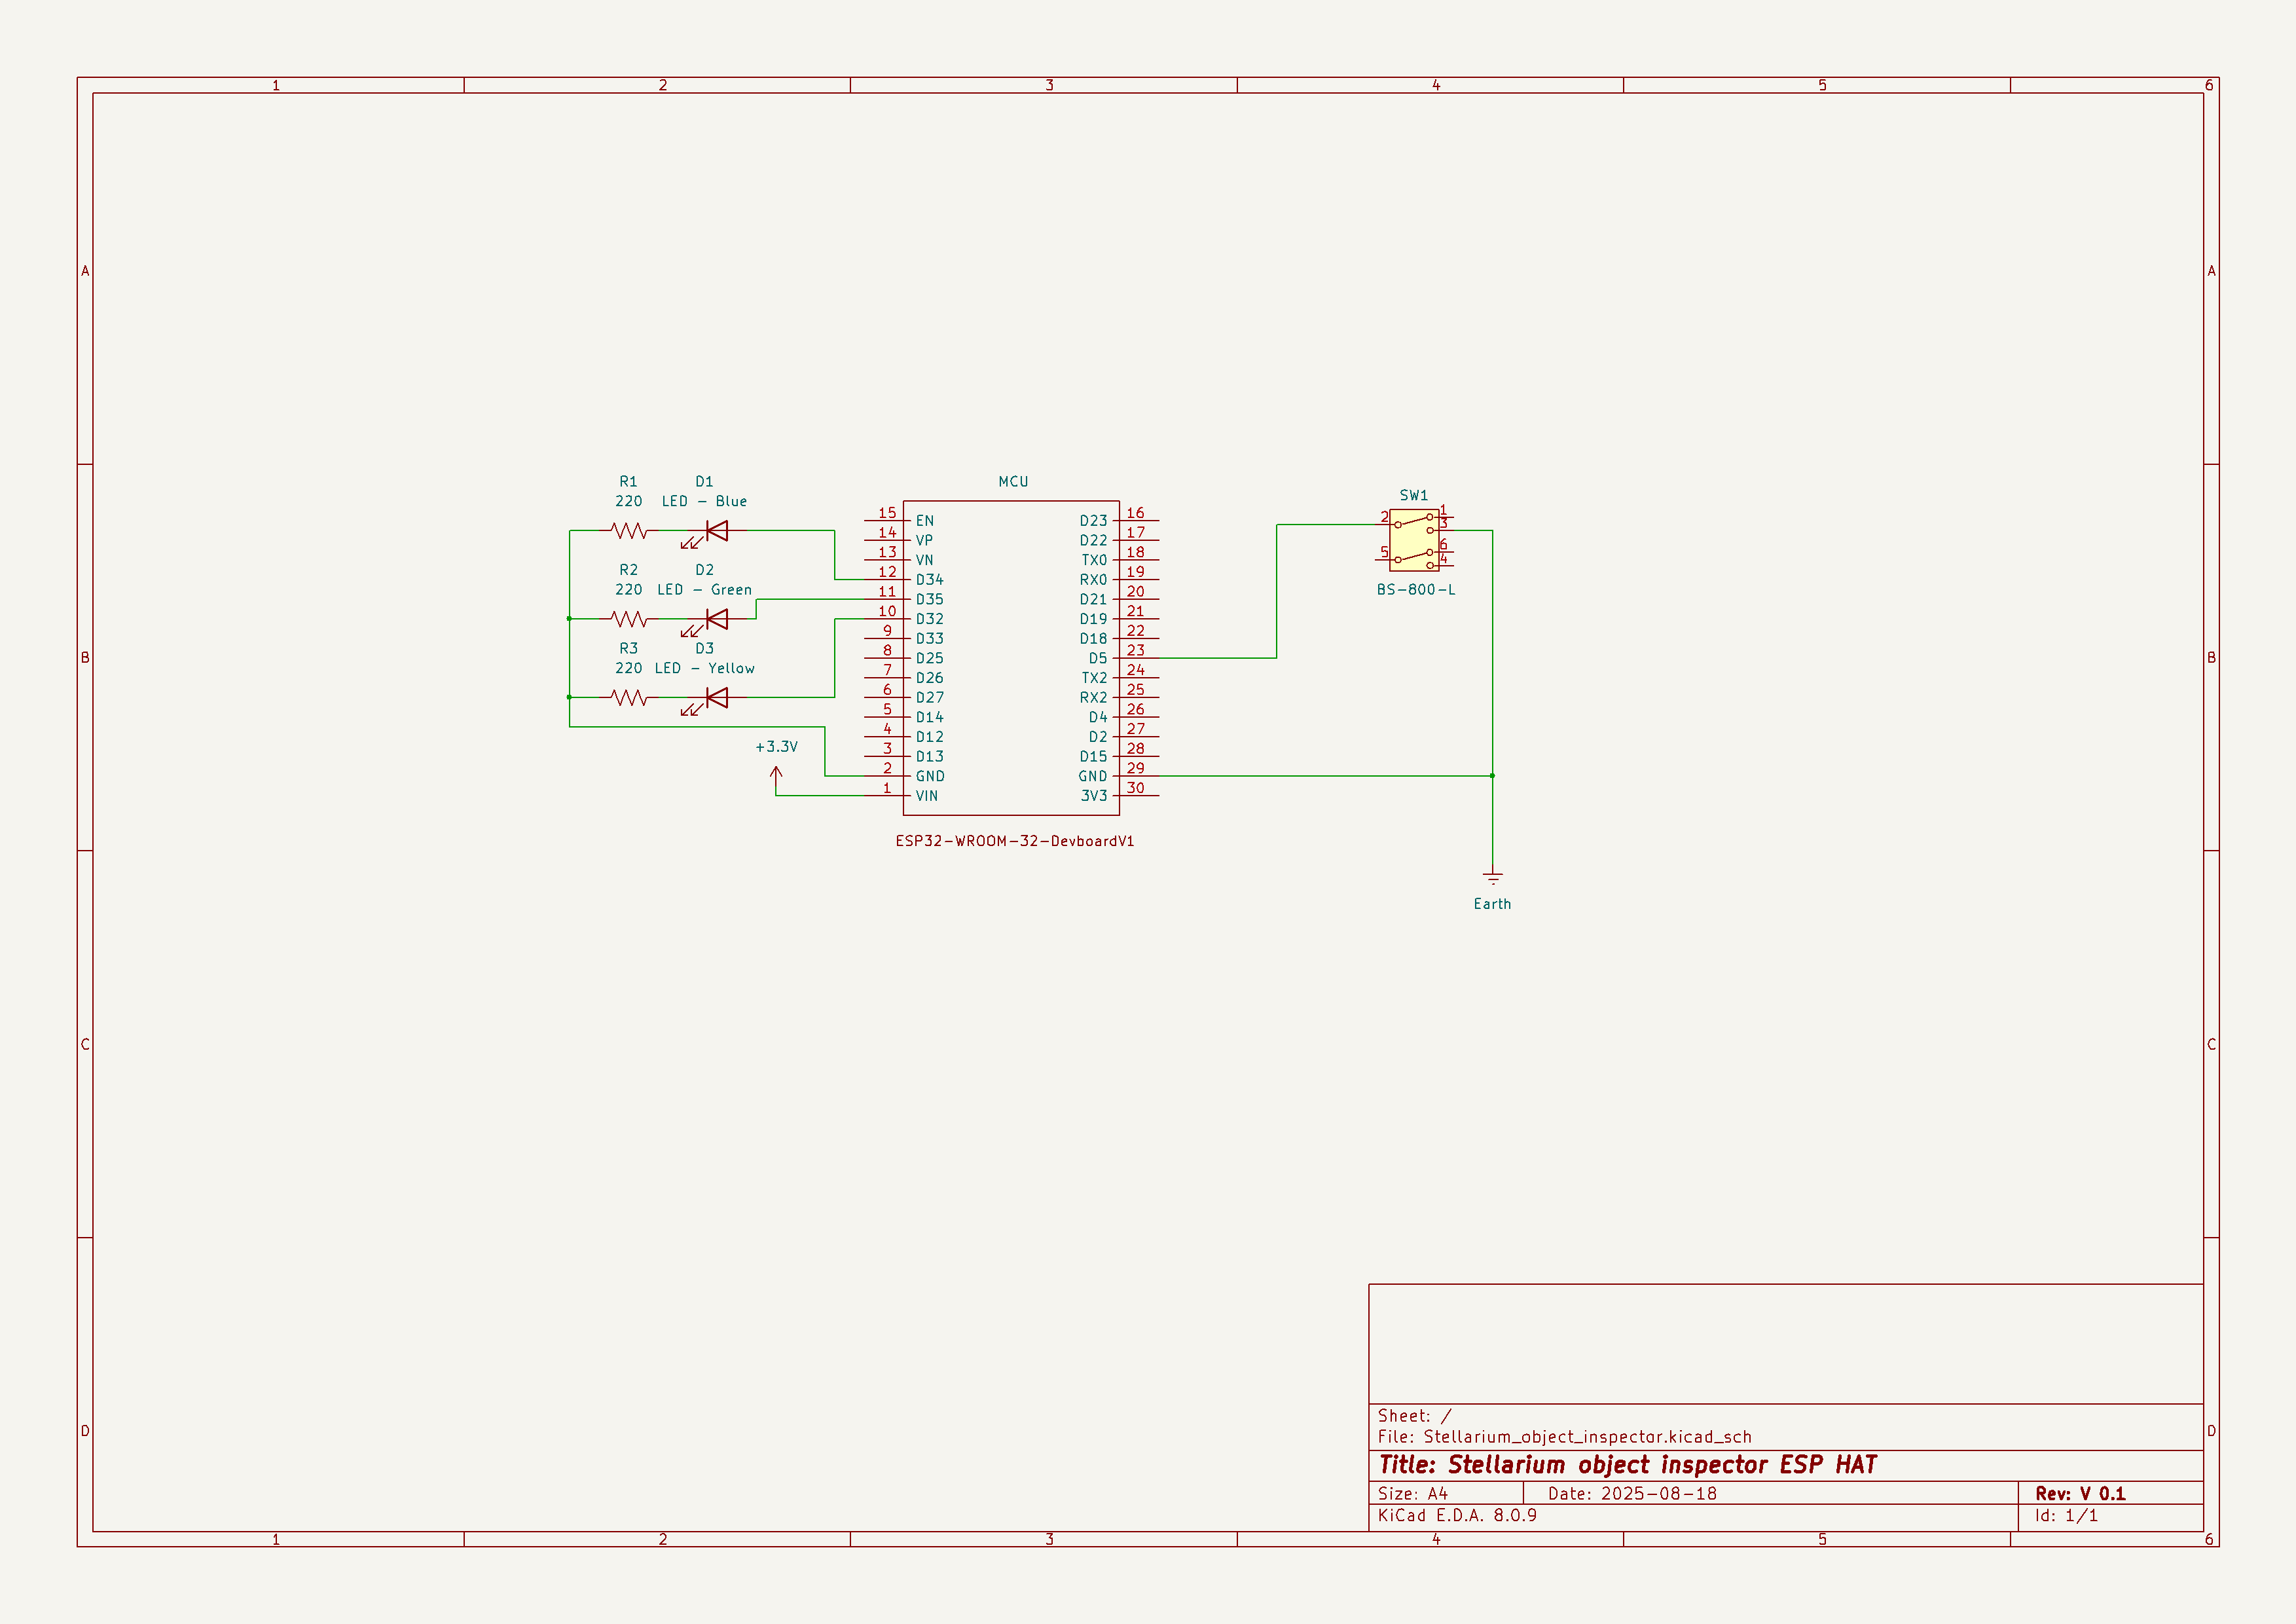 1 2 3 4 5 6
A A
B B
C C
D D
R1 D1
220 LED - Blue
R2 D2
220 LED - Green
R3 D3
220 LED - Yellow
+3.3V
MCU
15 EN D23 16
14 VP D22 17
13 VN TX0 18
12 D34 RX0 19
11 D35 D21 20
10 D32 D19 21
9 D33 D18 22
8 D25 D5 23
7 D26 TX2 24
6 D27 RX2 25
5 D14 D4 26
4 D12 D2 27
3 D13 D15 28
2 GND GND 29
1 VIN 3V3 30
ESP32-WROOM-32-DevboardV1
SW1
2 1
3
5 6
4
BS-800-L
Earth
Sheet: /
File: Stellarium_object_inspector.kicad_sch
Title: Stellarium object inspector ESP HAT
Size: A4 Date: 2025-08-18 Rev: V 0.1
KiCad E.D.A. 8.0.9 Id: 1/1
1 2 3 4 5 6